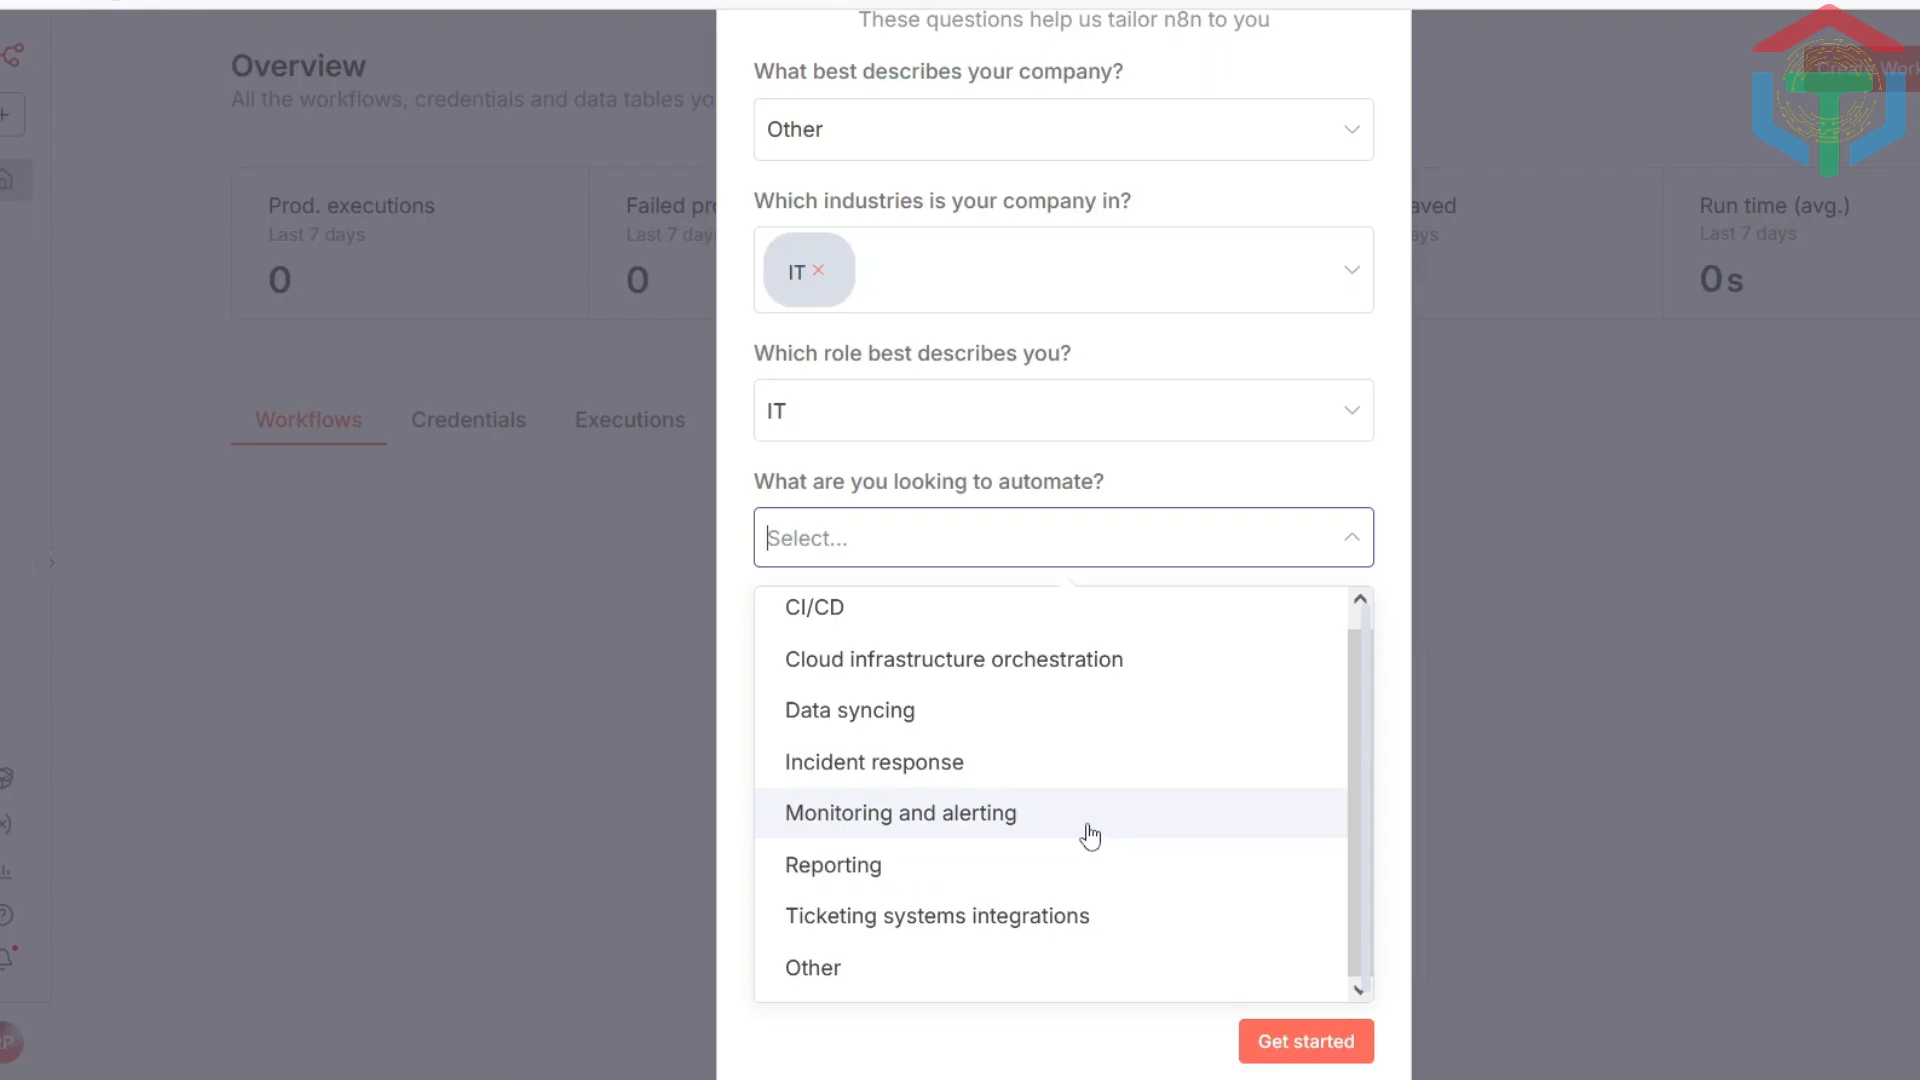 These questions help us tailor n8n to you
Overview
All the workflows, credentials and data tables yo
What best describes your company?
Other
Create Work
Which industries is your company in?
IT
Prod. executions
Last 7 days
0
Failed pro
Last 7 day
0
aved
ays
Run time (avg.)
Last 7 days
0s
Which role best describes you?
IT
Workflows
Credentials
Executions
What are you looking to automate?
Select...
CI/CD
Cloud infrastructure orchestration
Data syncing
Incident response
Monitoring and alerting
Reporting
Ticketing systems integrations
Other
Get started